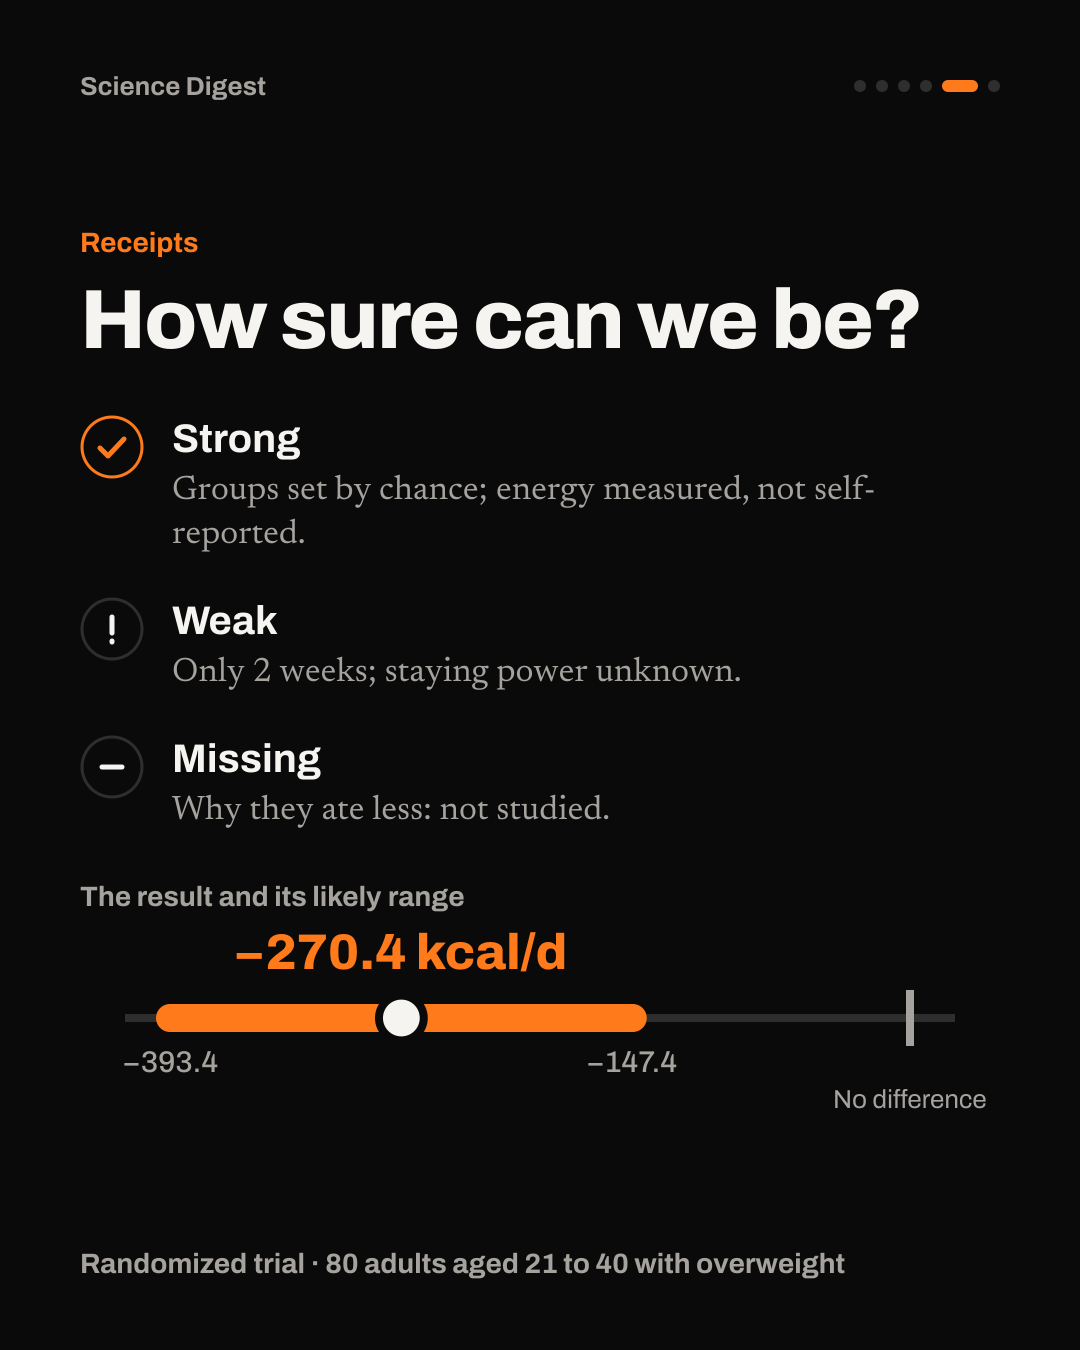 Science Digest
Receipts
How sure can we be?
Strong
Groups set by chance; energy measured, not self-
reported.
Weak
Only 2 weeks; staying power unknown.
Missing
Why they ate less: not studied.
The result and its likely range
−270.4 kcal/d
−393.4
−147.4
No difference
Randomized trial · 80 adults aged 21 to 40 with overweight